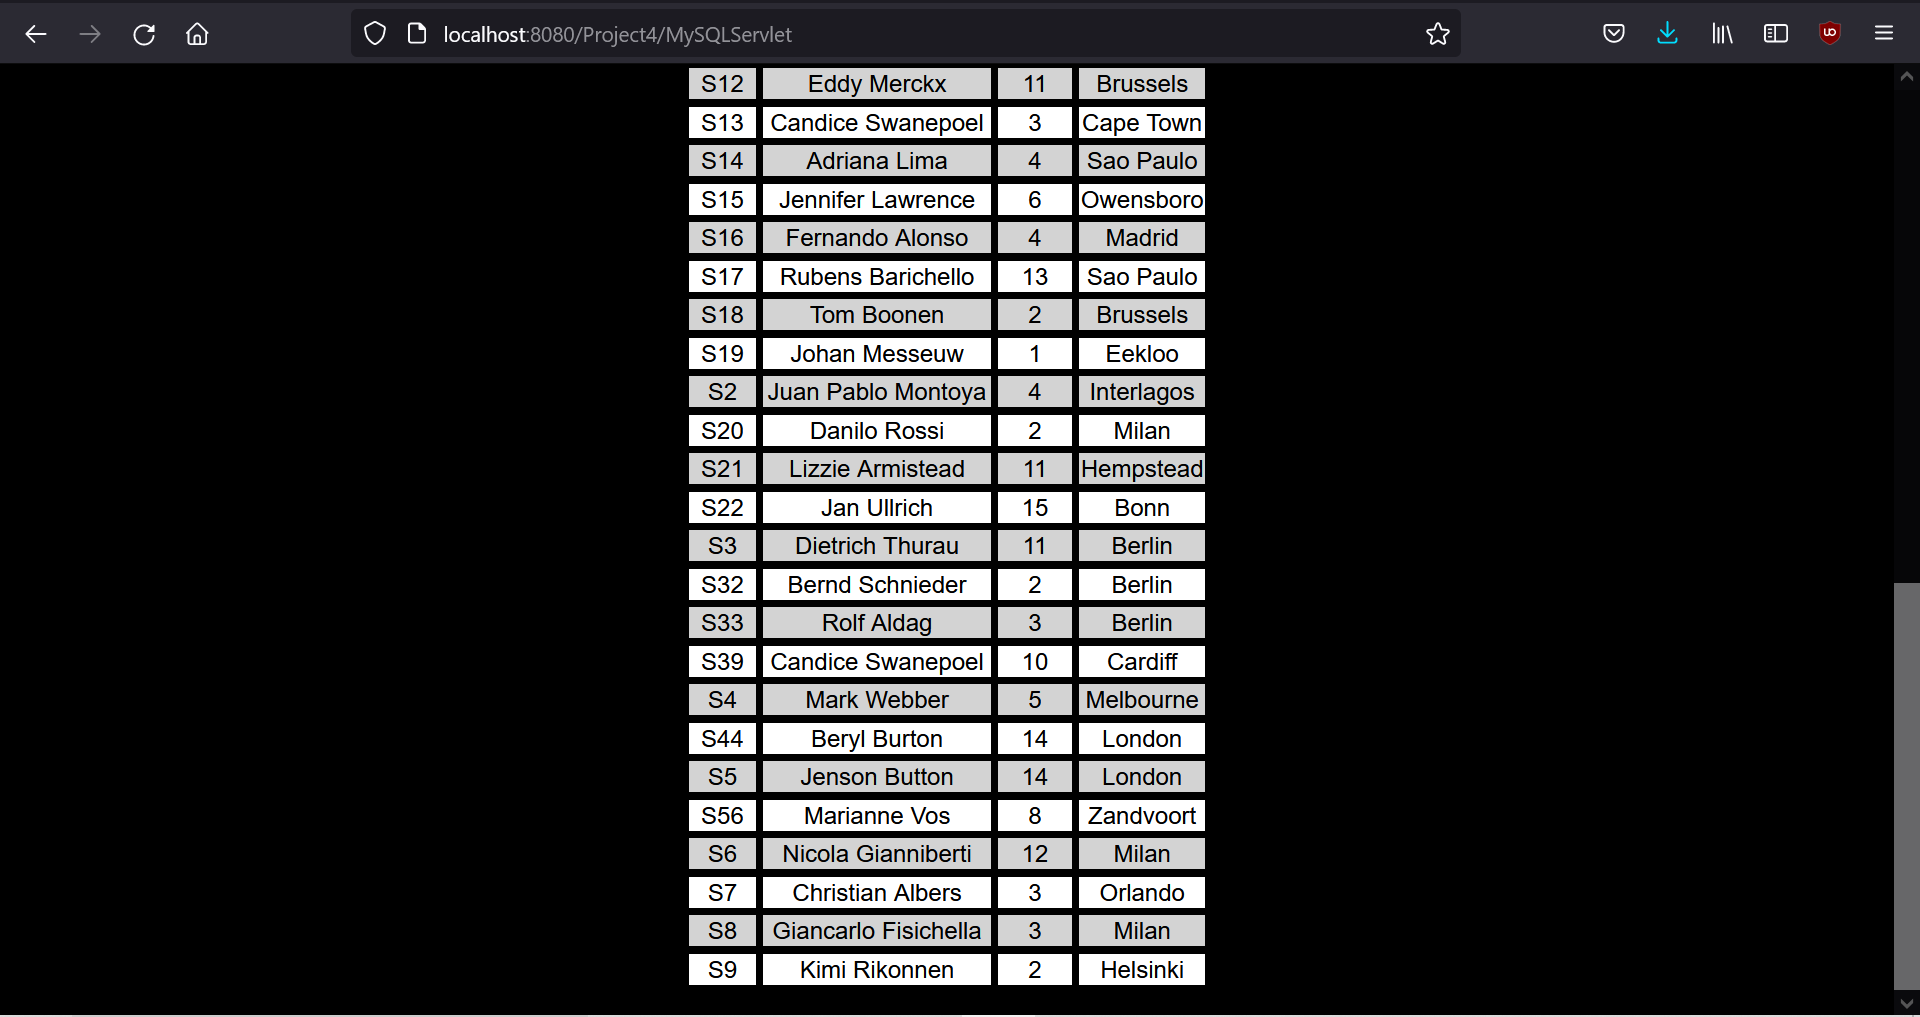 localhost:8080/Project4/MySQLServlet
S12 Eddy Merckx 11 Brussels
S13 Candice Swanepoel 3 Cape Town
S14 Adriana Lima 4 Sao Paulo
S15 Jennifer Lawrence 6 Owensboro
S16 Fernando Alonso 4 Madrid
S17 Rubens Barichello 13 Sao Paulo
S18 Tom Boonen 2 Brussels
S19 Johan Messeuw 1 Eekloo
S2 Juan Pablo Montoya 4 Interlagos
S20 Danilo Rossi 2 Milan
S21 Lizzie Armistead 11 Hempstead
S22 Jan Ullrich 15 Bonn
S3 Dietrich Thurau 11 Berlin
S32 Bernd Schnieder 2 Berlin
S33 Rolf Aldag 3 Berlin
S39 Candice Swanepoel 10 Cardiff
S4 Mark Webber 5 Melbourne
S44 Beryl Burton 14 London
S5 Jenson Button 14 London
S56 Marianne Vos 8 Zandvoort
S6 Nicola Gianniberti 12 Milan
S7 Christian Albers 3 Orlando
S8 Giancarlo Fisichella 3 Milan
S9 Kimi Rikonnen 2 Helsinki